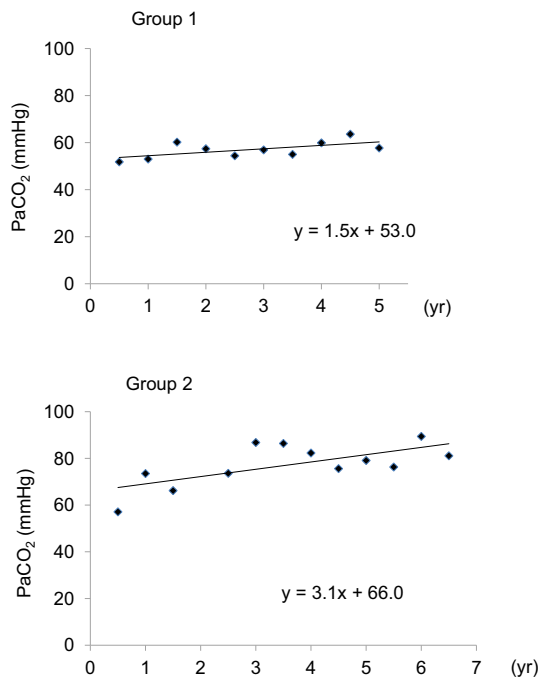 Group 1
PaCO₂ (mmHg)
100
80
60
40
20
0
y = 1.5x + 53.0
0 1 2 3 4 5 (yr)
Group 2
PaCO₂ (mmHg)
100
80
60
40
20
0
y = 3.1x + 66.0
0 1 2 3 4 5 6 7 (yr)